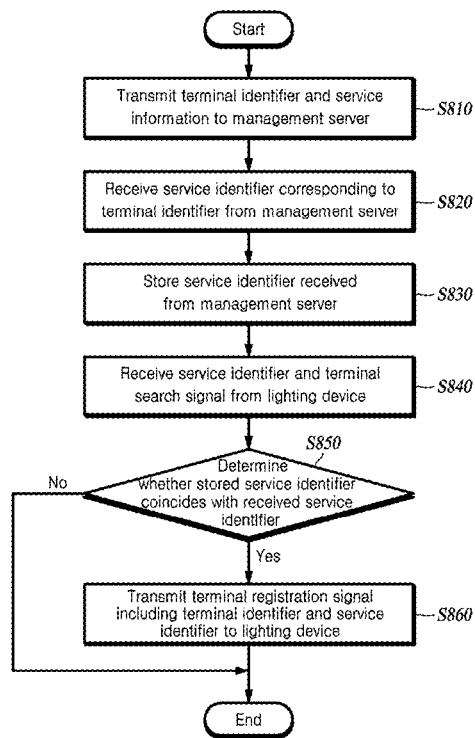 Start
Transmit terminal identifier and service
information to management server
S810
Receive service identifier corresponding to
terminal identifier from management server
S820
Store service identifier received
from management server
S830
Receive service identifier and terminal
search signal from lighting device
S840
S850
Determine
whether stored service identifier
coincides with received service
identifier
No
Yes
Transmit terminal registration signal
including terminal identifier and service
identifier to lighting device
S860
End